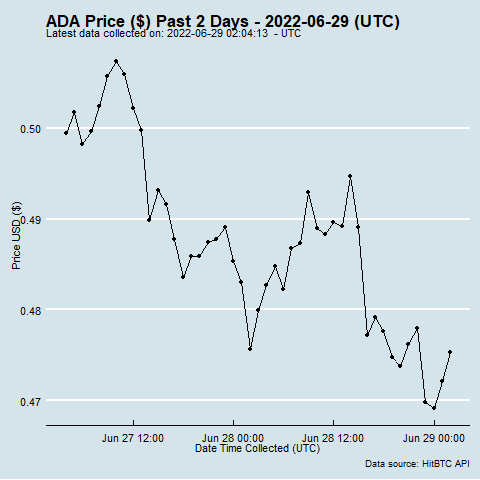 ADA Price ($) Past 2 Days - 2022-06-29 (UTC)
Latest data collected on: 2022-06-29 02:04:13 - UTC
0.50
0.49
0.48
0.47
Price USD ($)
Jun 27 12:00 Jun 28 00:00 Jun 28 12:00 Jun 29 00:00
Date Time Collected (UTC)
Data source: HitBTC API